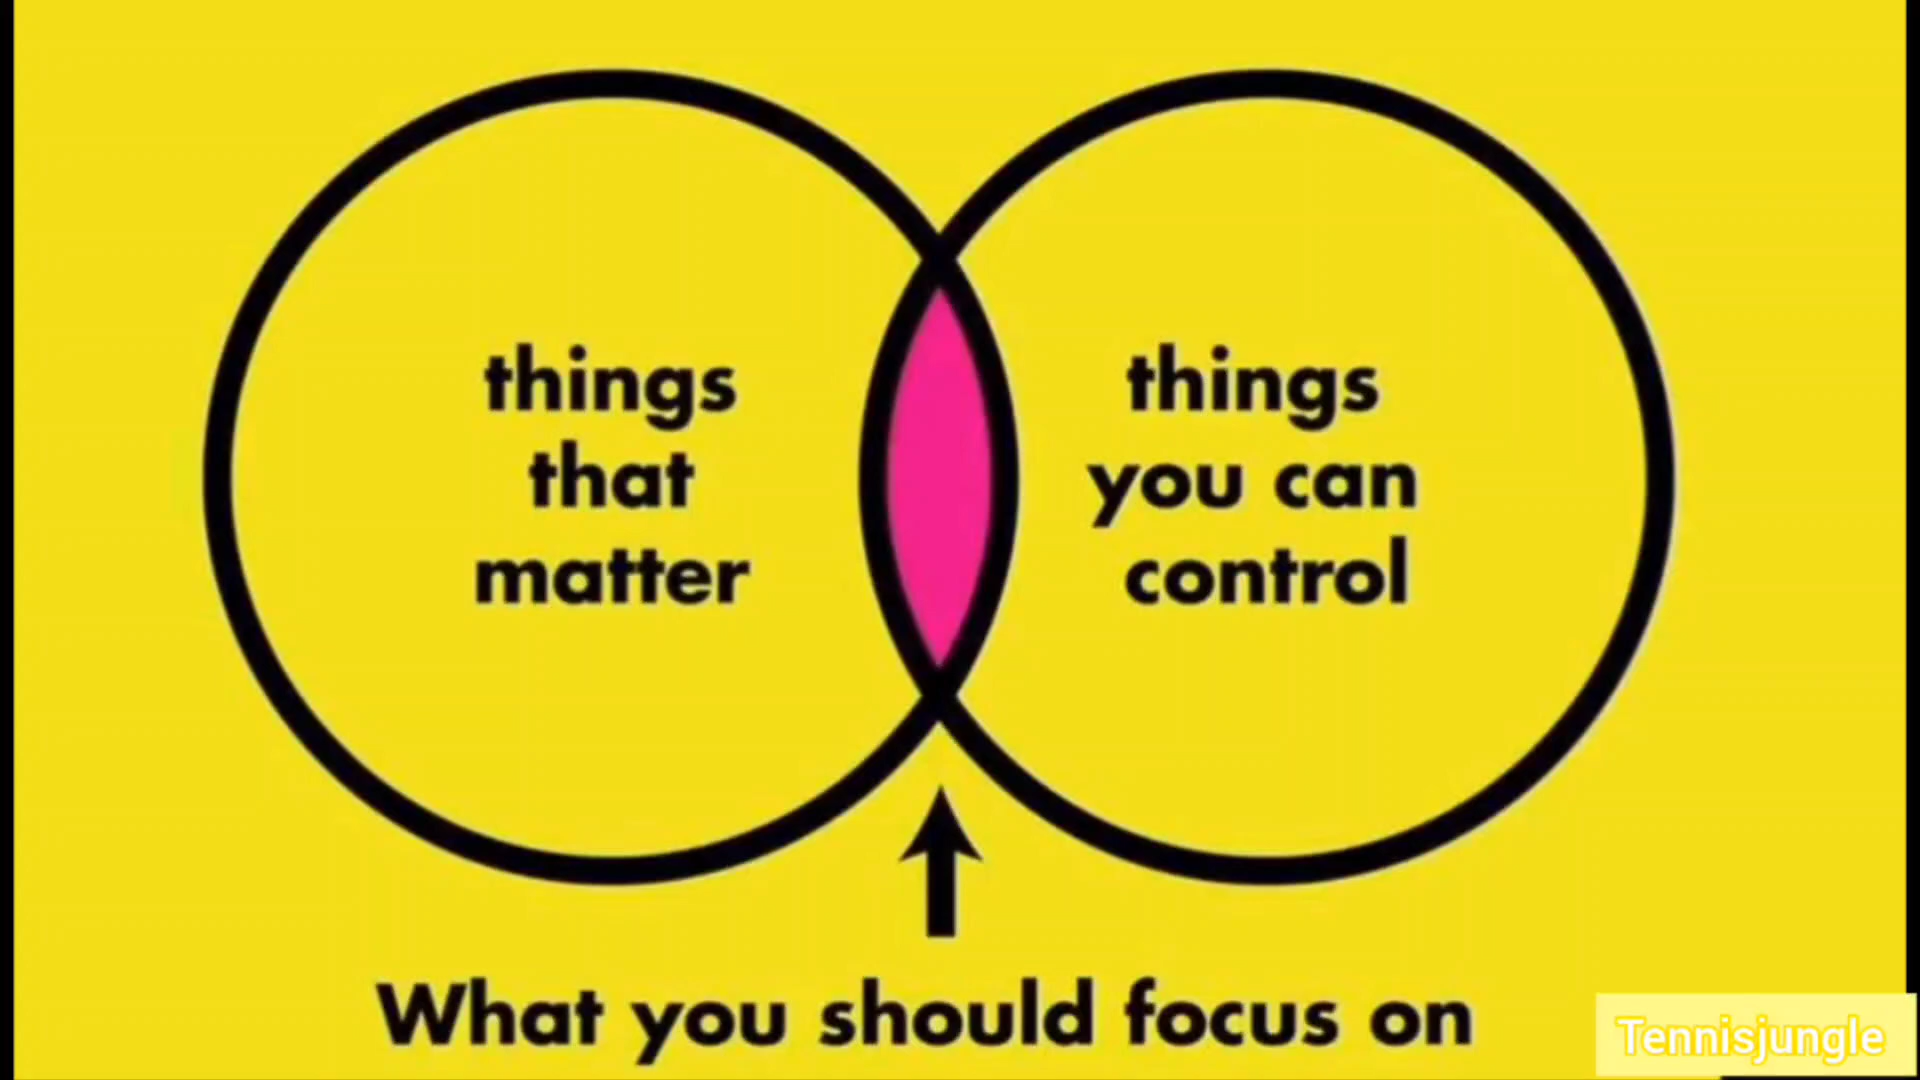 things
that
matter
things
you can
control
What you should focus on
Tennisjungle